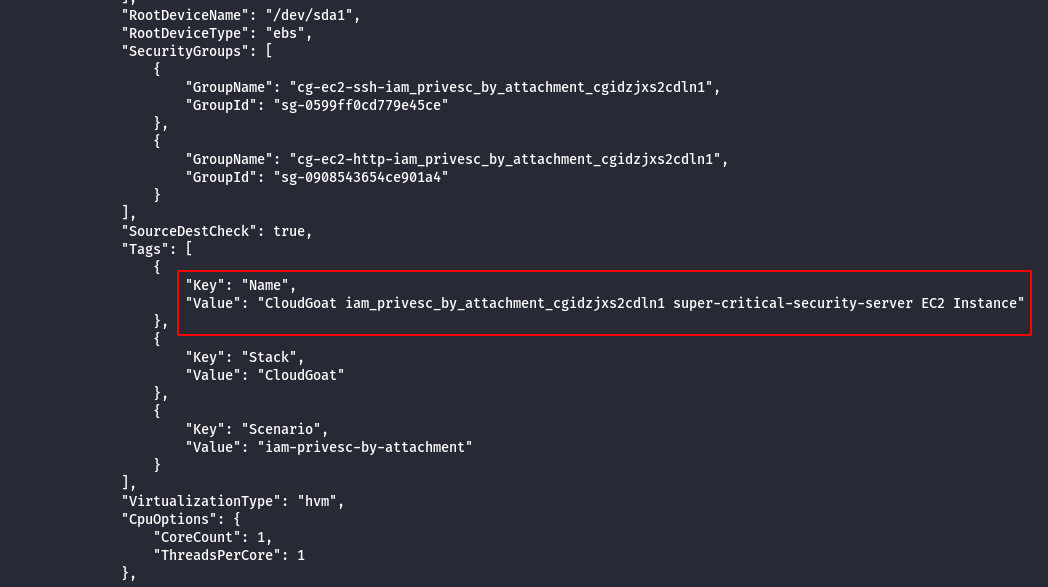 ],
"RootDeviceName": "/dev/sda1",
"RootDeviceType": "ebs",
"SecurityGroups": [
{
"GroupName": "cg-ec2-ssh-iam_privesc_by_attachment_cgidzjxs2cdln1",
"GroupId": "sg-0599ff0cd779e45ce"
},
{
"GroupName": "cg-ec2-http-iam_privesc_by_attachment_cgidzjxs2cdln1",
"GroupId": "sg-0908543654ce901a4"
}
],
"SourceDestCheck": true,
"Tags": [
{
"Key": "Name",
"Value": "CloudGoat iam_privesc_by_attachment_cgidzjxs2cdln1 super-critical-security-server EC2 Instance"
},
{
"Key": "Stack",
"Value": "CloudGoat"
},
{
"Key": "Scenario",
"Value": "iam-privesc-by-attachment"
}
],
"VirtualizationType": "hvm",
"CpuOptions": {
"CoreCount": 1,
"ThreadsPerCore": 1
},